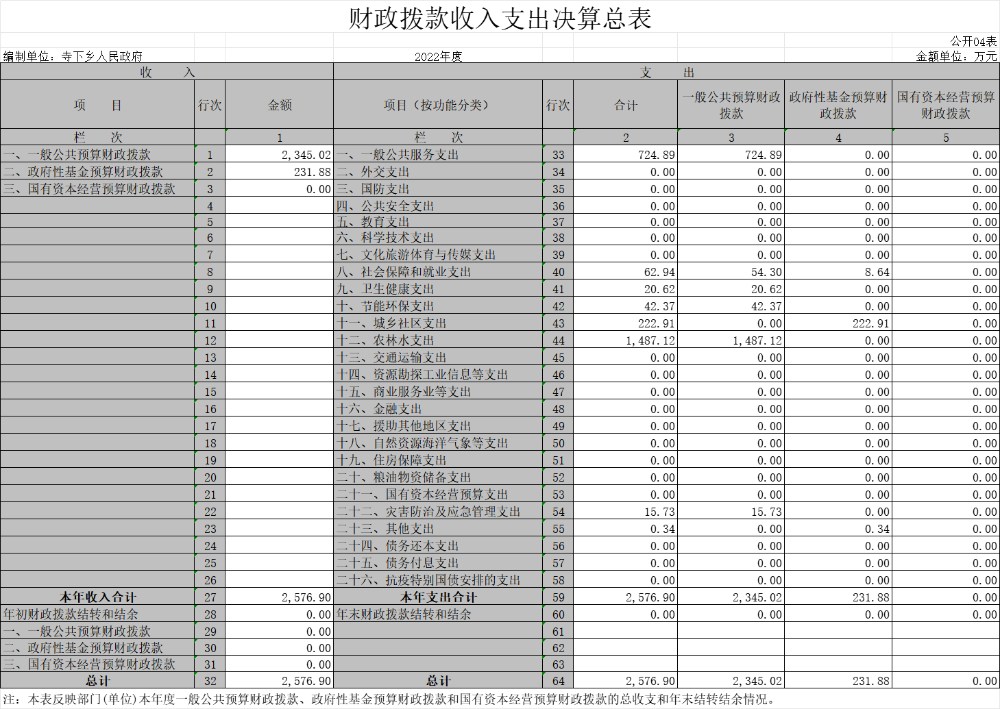 财政拨款收入支出决算总表
公开04表
编制单位：寺下乡人民政府 2022年度 金额单位：万元
收 入 支 出
项 目 行次 金额 项目（按功能分类） 行次 合计 一般公共预算财政拨款 政府性基金预算财政拨款 国有资本经营预算财政拨款
栏 次 1 栏 次 2 3 4 5
一、一般公共预算财政拨款 1 2,345.02 一、一般公共服务支出 33 724.89 724.89 0.00 0.00
二、政府性基金预算财政拨款 2 231.88 二、外交支出 34 0.00 0.00 0.00 0.00
三、国有资本经营预算财政拨款 3 0.00 三、国防支出 35 0.00 0.00 0.00 0.00
4 四、公共安全支出 36 0.00 0.00 0.00 0.00
5 五、教育支出 37 0.00 0.00 0.00 0.00
6 六、科学技术支出 38 0.00 0.00 0.00 0.00
7 七、文化旅游体育与传媒支出 39 0.00 0.00 0.00 0.00
8 八、社会保障和就业支出 40 62.94 54.30 8.64 0.00
9 九、卫生健康支出 41 20.62 20.62 0.00 0.00
10 十、节能环保支出 42 42.37 42.37 0.00 0.00
11 十一、城乡社区支出 43 222.91 0.00 222.91 0.00
12 十二、农林水支出 44 1,487.12 1,487.12 0.00 0.00
13 十三、交通运输支出 45 0.00 0.00 0.00 0.00
14 十四、资源勘探工业信息等支出 46 0.00 0.00 0.00 0.00
15 十五、商业服务业等支出 47 0.00 0.00 0.00 0.00
16 十六、金融支出 48 0.00 0.00 0.00 0.00
17 十七、援助其他地区支出 49 0.00 0.00 0.00 0.00
18 十八、自然资源海洋气象等支出 50 0.00 0.00 0.00 0.00
19 十九、住房保障支出 51 0.00 0.00 0.00 0.00
20 二十、粮油物资储备支出 52 0.00 0.00 0.00 0.00
21 二十一、国有资本经营预算支出 53 0.00 0.00 0.00 0.00
22 二十二、灾害防治及应急管理支出 54 15.73 15.73 0.00 0.00
23 二十三、其他支出 55 0.34 0.00 0.34 0.00
24 二十四、债务还本支出 56 0.00 0.00 0.00 0.00
25 二十五、债务付息支出 57 0.00 0.00 0.00 0.00
26 二十六、抗疫特别国债安排的支出 58 0.00 0.00 0.00 0.00
本年收入合计 27 2,576.90 本年支出合计 59 2,576.90 2,345.02 231.88 0.00
年初财政拨款结转和结余 28 0.00 年末财政拨款结转和结余 60 0.00 0.00 0.00 0.00
一、一般公共预算财政拨款 29 0.00 61
二、政府性基金预算财政拨款 30 0.00 62
三、国有资本经营预算财政拨款 31 0.00 63
总计 32 2,576.90 总计 64 2,576.90 2,345.02 231.88 0.00
注：本表反映部门(单位)本年度一般公共预算财政拨款、政府性基金预算财政拨款和国有资本经营预算财政拨款的总收支和年末结转结余情况。